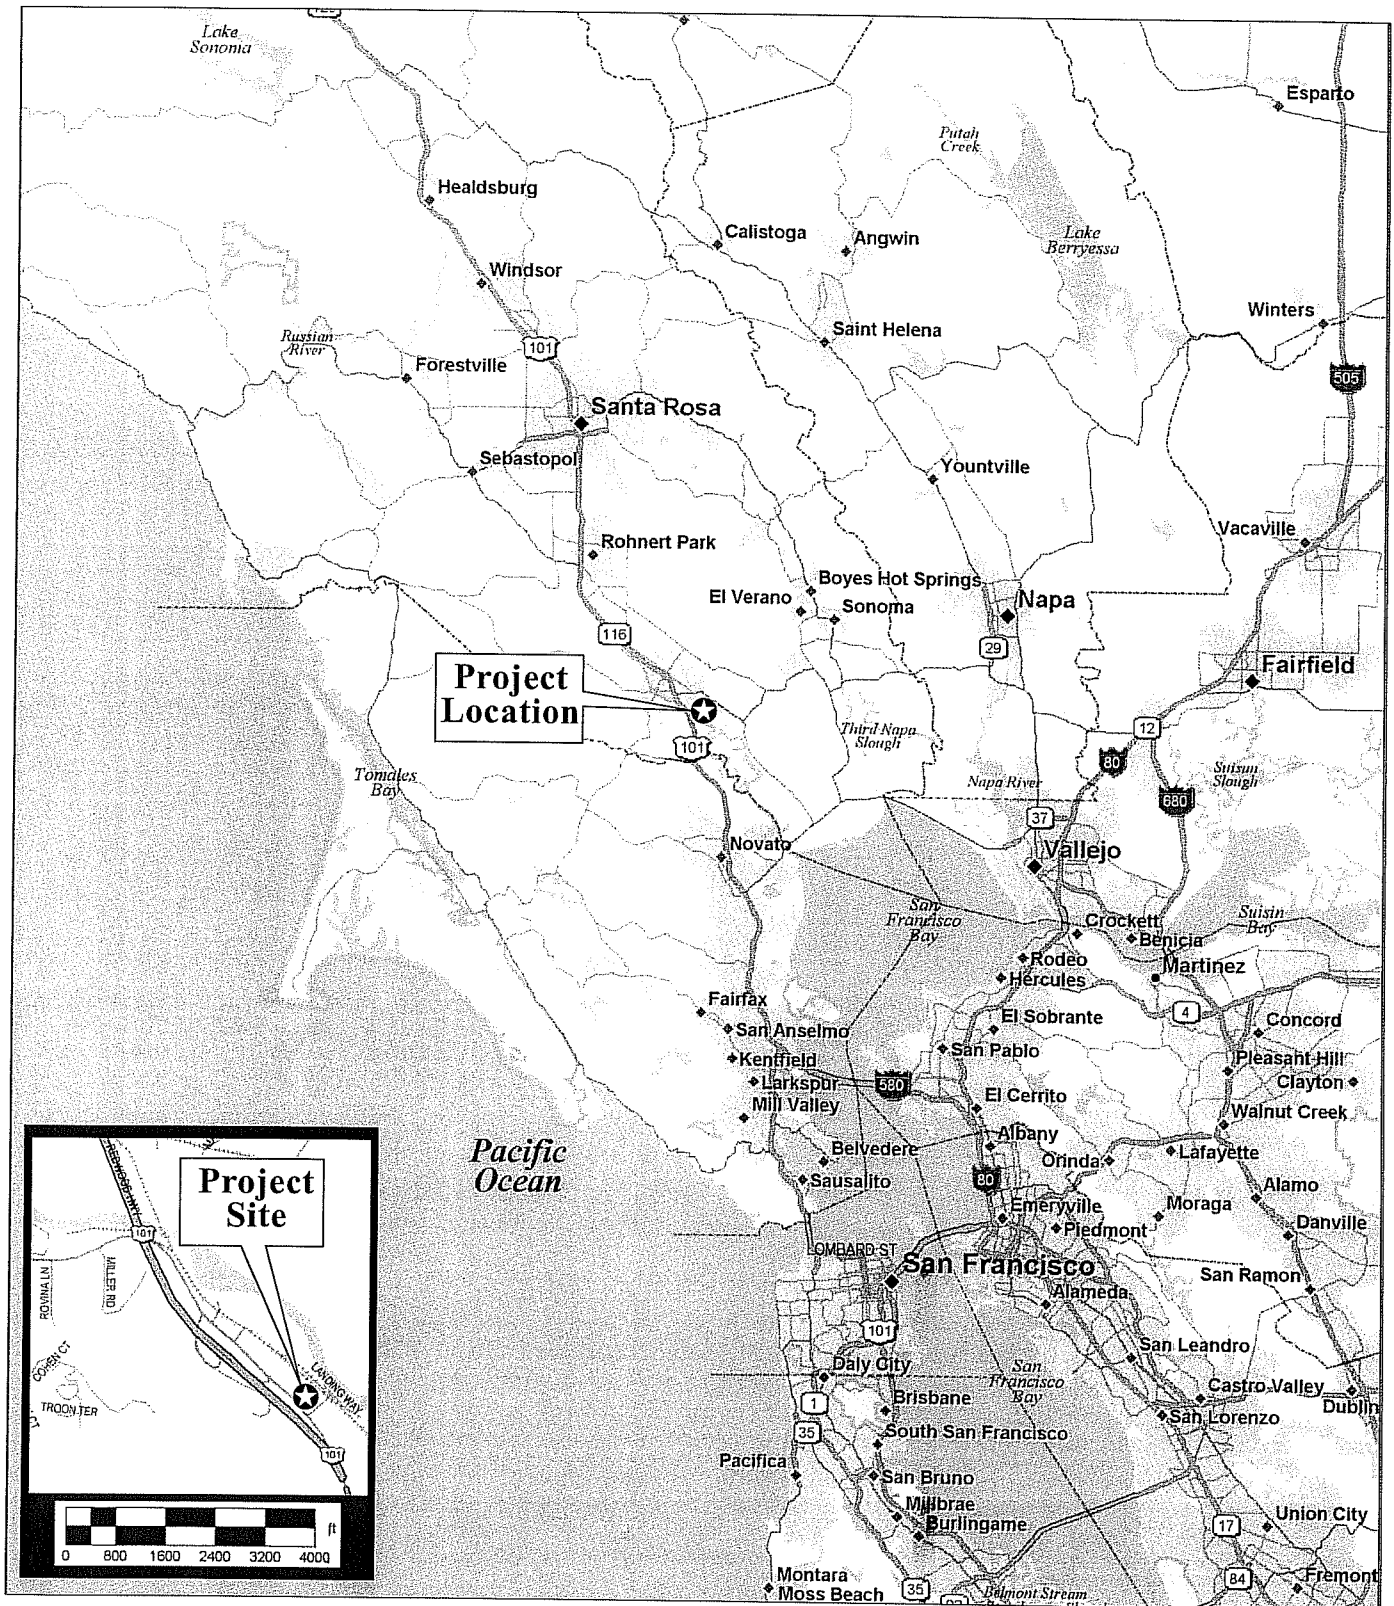 Lake
Sonoma
Esparto
Putah
Creek
Healdsburg
Calistoga
Angwin
Lake
Berryessa
Windsor
Winters
Saint Helena
Russian
River
101
Forestville
505
Santa Rosa
Sebastopol
Yountville
Vacaville
Rohnert Park
Boyes Hot Springs
El Verano
Sonoma
Napa
116
29
Fairfield
Project
Location
12
Third Napa
Slough
101
80
Tomales
Bay
Napa River
Suisun
Slough
680
37
Novato
Vallejo
San
Francisco
Bay
Crockett
Suisin
Bay
Benicia
Rodeo
Martinez
Hercules
Fairfax
4
El Sobrante
Concord
San Anselmo
San Pablo
Kentfield
Pleasant Hill
Larkspur
580
Clayton
El Cerrito
Mill Valley
Walnut Creek
Albany
Pacific
Ocean
Belvedere
Orinda
Lafayette
80
Sausalito
Alamo
Emeryville
Moraga
Piedmont
Danville
LOMBARD ST
San Francisco
San Ramon
Alameda
101
San Leandro
Daly City
San
Francisco
Bay
Castro Valley
1
Brisbane
Dublin
San Lorenzo
35
South San Francisco
Pacifica
San Bruno
Millbrae
Burlingame
Union City
17
Montara
Moss Beach
35
84
Fremont
Belmont Stream
REDWOOD HWY
Project
Site
101
ROVINA LN
MILLER RD
LANDING WAY
COHEN CT
TROON TER
CT
101
ft
0 800 1600 2400 3200 4000